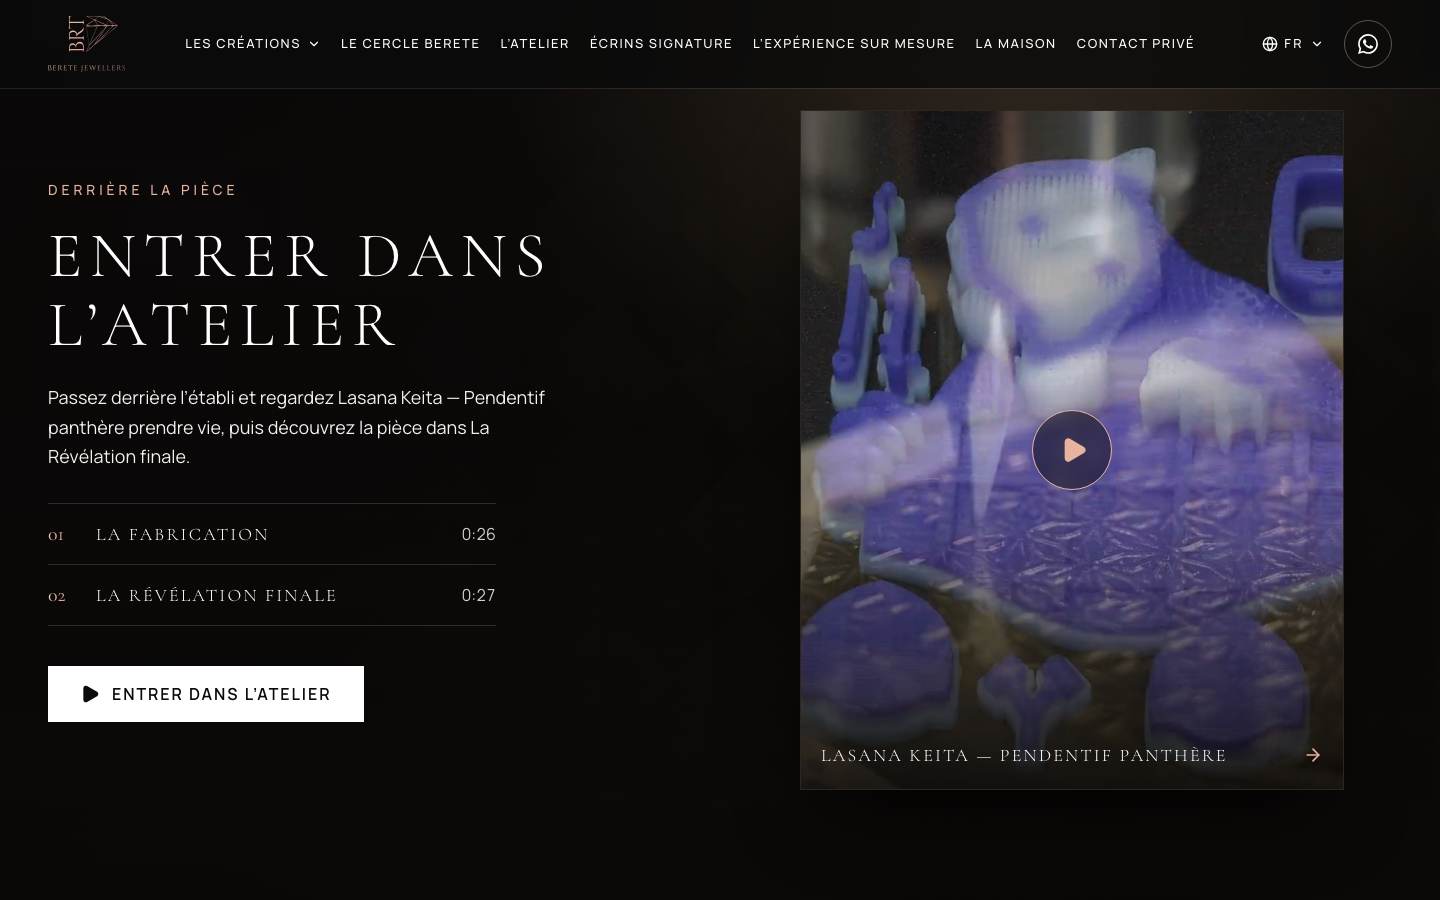 BRT
BERETE JEWELLERS
LES CRÉATIONS
LE CERCLE BERETE
L’ATELIER
ÉCRINS SIGNATURE
L’EXPÉRIENCE SUR MESURE
LA MAISON
CONTACT PRIVÉ
FR
DERRIÈRE LA PIÈCE
ENTRER DANS
L’ATELIER
Passez derrière l’établi et regardez Lasana Keita — Pendentif
panthère prendre vie, puis découvrez la pièce dans La
Révélation finale.
01 LA FABRICATION 0:26
02 LA RÉVÉLATION FINALE 0:27
ENTRER DANS L’ATELIER
LASANA KEITA — PENDENTIF PANTHÈRE